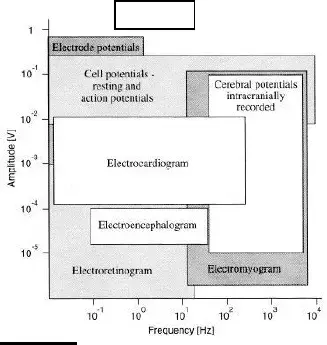 1
Electrode potentials
Cell potentials -
resting and
action potentials
Cerebral potentials
intracranially
recorded
10⁻¹
10⁻²
Electrocardiogram
10⁻³
10⁻⁴
Electroencephalogram
10⁻⁵
Electroretinogram
Electromyogram
Amplitude [V]
10⁻¹ 10⁰ 10¹ 10² 10³ 10⁴
Frequency [Hz]